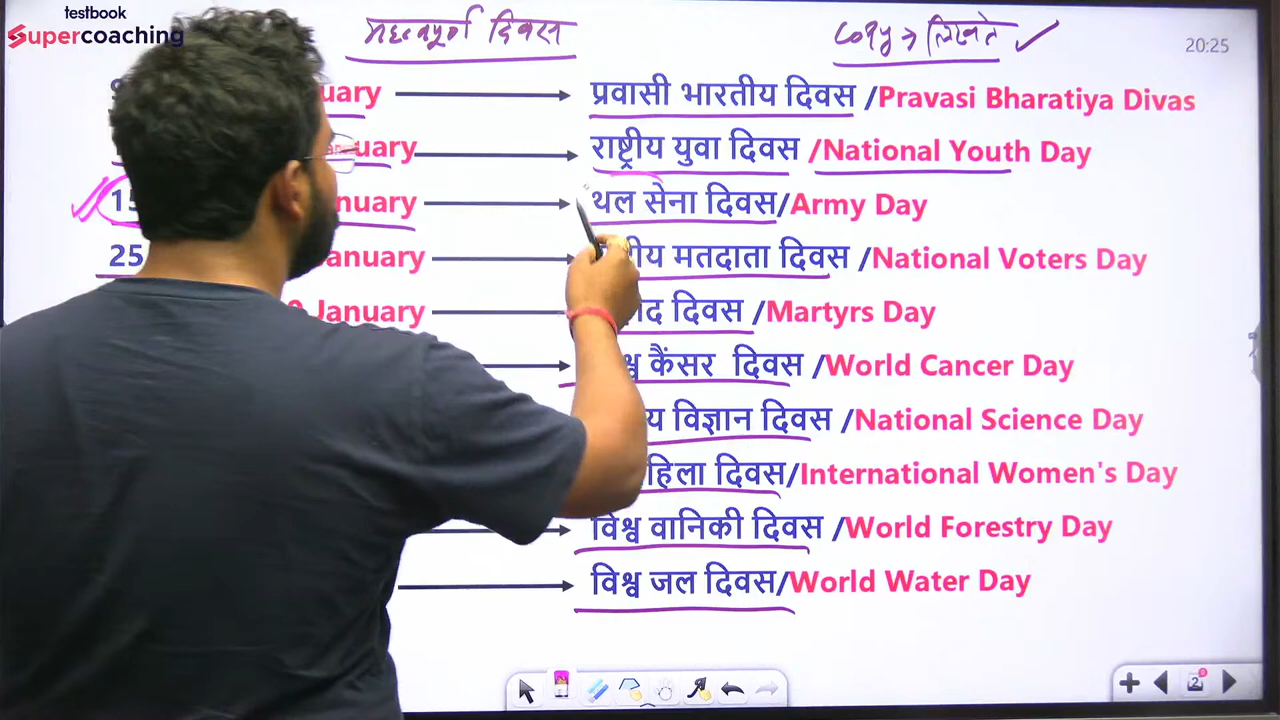 testbook
Supercoaching
महत्वपूर्ण दिवस
copy → लिखते ✓
20:25
uary → प्रवासी भारतीय दिवस /Pravasi Bharatiya Divas
uary → राष्ट्रीय युवा दिवस /National Youth Day
15 nuary → थल सेना दिवस/Army Day
25 anuary → ीय मतदाता दिवस /National Voters Day
0 January → द दिवस /Martyrs Day
कैंसर दिवस /World Cancer Day
य विज्ञान दिवस /National Science Day
हिला दिवस/International Women's Day
विश्व वानिकी दिवस /World Forestry Day
विश्व जल दिवस/World Water Day
2